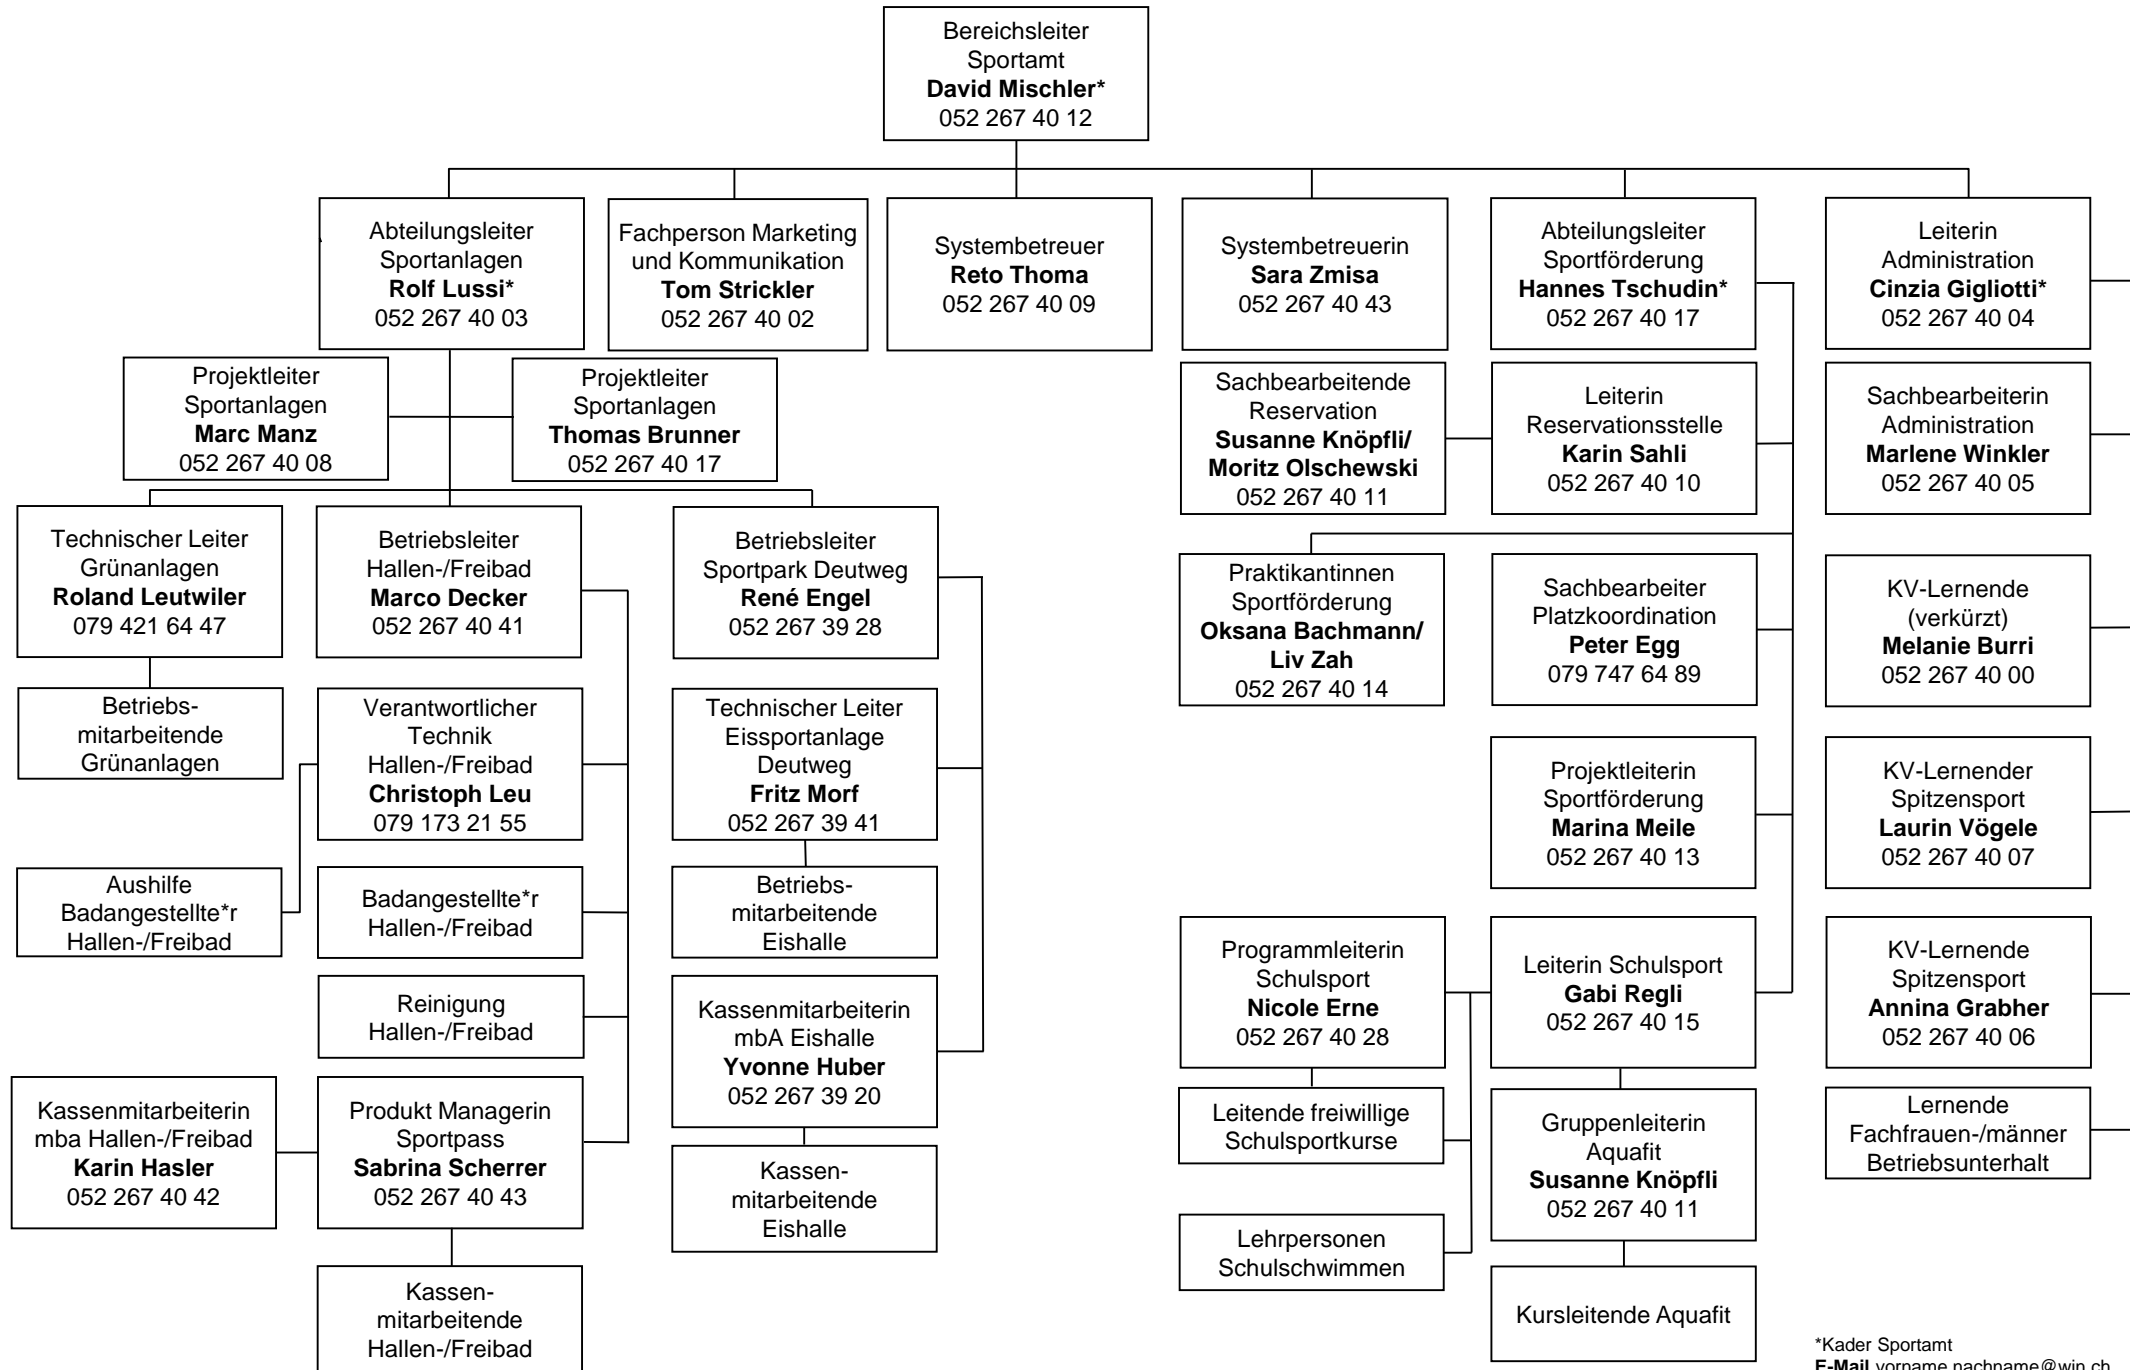 Bereichsleiter
Sportamt
David Mischler*
052 267 40 12
Abteilungsleiter
Sportanlagen
Rolf Lussi*
052 267 40 03
Fachperson Marketing
und Kommunikation
Tom Strickler
052 267 40 02
Systembetreuer
Reto Thoma
052 267 40 09
Systembetreuerin
Sara Zmisa
052 267 40 43
Abteilungsleiter
Sportförderung
Hannes Tschudin*
052 267 40 17
Leiterin
Administration
Cinzia Gigliotti*
052 267 40 04
Projektleiter
Sportanlagen
Marc Manz
052 267 40 08
Projektleiter
Sportanlagen
Thomas Brunner
052 267 40 17
Sachbearbeitende
Reservation
Susanne Knöpfli/
Moritz Olschewski
052 267 40 11
Leiterin
Reservationsstelle
Karin Sahli
052 267 40 10
Sachbearbeiterin
Administration
Marlene Winkler
052 267 40 05
Technischer Leiter
Grünanlagen
Roland Leutwiler
079 421 64 47
Betriebsleiter
Hallen-/Freibad
Marco Decker
052 267 40 41
Betriebsleiter
Sportpark Deutweg
René Engel
052 267 39 28
Praktikantinnen
Sportförderung
Oksana Bachmann/
Liv Zah
052 267 40 14
Sachbearbeiter
Platzkoordination
Peter Egg
079 747 64 89
KV-Lernende
(verkürzt)
Melanie Burri
052 267 40 00
Betriebs-
mitarbeitende
Grünanlagen
Verantwortlicher
Technik
Hallen-/Freibad
Christoph Leu
079 173 21 55
Technischer Leiter
Eissportanlage
Deutweg
Fritz Morf
052 267 39 41
Projektleiterin
Sportförderung
Marina Meile
052 267 40 13
KV-Lernender
Spitzensport
Laurin Vögele
052 267 40 07
Aushilfe
Badangestellte*r
Hallen-/Freibad
Badangestellte*r
Hallen-/Freibad
Betriebs-
mitarbeitende
Eishalle
Programmleiterin
Schulsport
Nicole Erne
052 267 40 28
Leiterin Schulsport
Gabi Regli
052 267 40 15
KV-Lernende
Spitzensport
Annina Grabher
052 267 40 06
Reinigung
Hallen-/Freibad
Kassenmitarbeiterin
mbA Eishalle
Yvonne Huber
052 267 39 20
Kassenmitarbeiterin
mba Hallen-/Freibad
Karin Hasler
052 267 40 42
Produkt Managerin
Sportpass
Sabrina Scherrer
052 267 40 43
Leitende freiwillige
Schulsportkurse
Gruppenleiterin
Aquafit
Susanne Knöpfli
052 267 40 11
Lernende
Fachfrauen-/männer
Betriebsunterhalt
Kassen-
mitarbeitende
Eishalle
Lehrpersonen
Schulschwimmen
Kassen-
mitarbeitende
Hallen-/Freibad
Kursleitende Aquafit
*Kader Sportamt
E-Mail vorname.nachname@win.ch